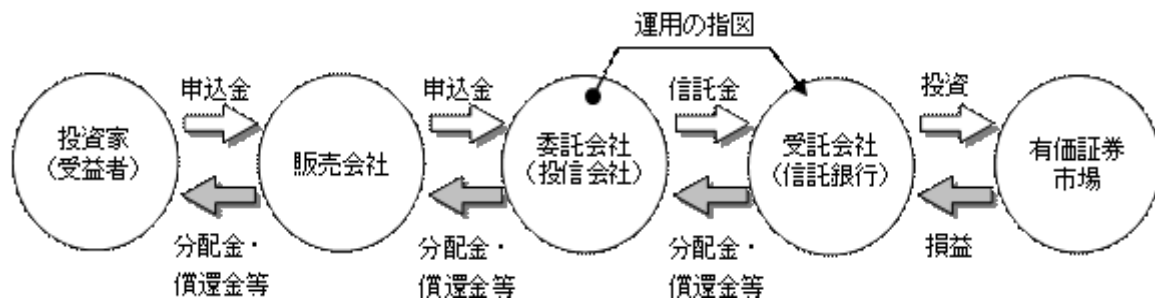 運用の指図
申込金
申込金
信託金
投資
投資家
(受益者)
販売会社
委託会社
(投信会社)
受託会社
(信託銀行)
有価証券
市場
分配金・
償還金等
分配金・
償還金等
分配金・
償還金等
損益